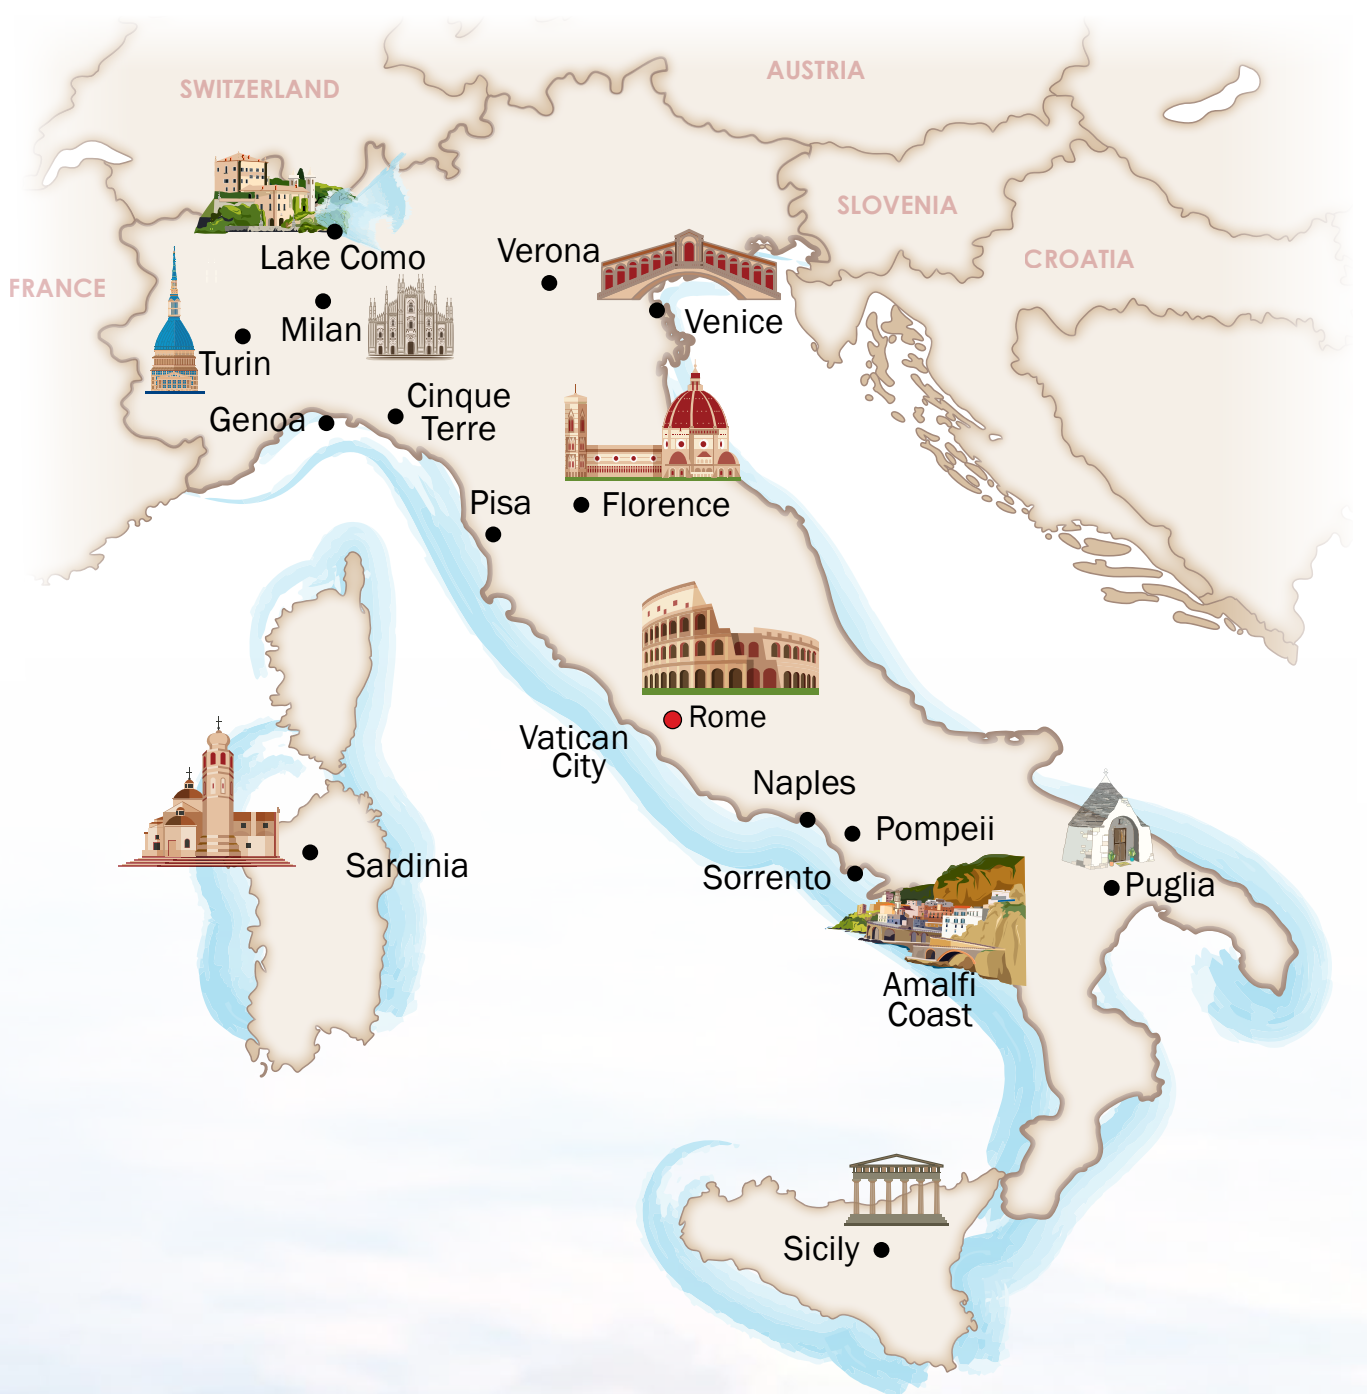 AUSTRIA
SWITZERLAND
SLOVENIA
CROATIA
FRANCE
Lake Como
Verona
Venice
Milan
Turin
Cinque
Terre
Genoa
Pisa
Florence
Rome
Vatican
City
Naples
Pompeii
Sorrento
Sardinia
Puglia
Amalfi
Coast
Sicily